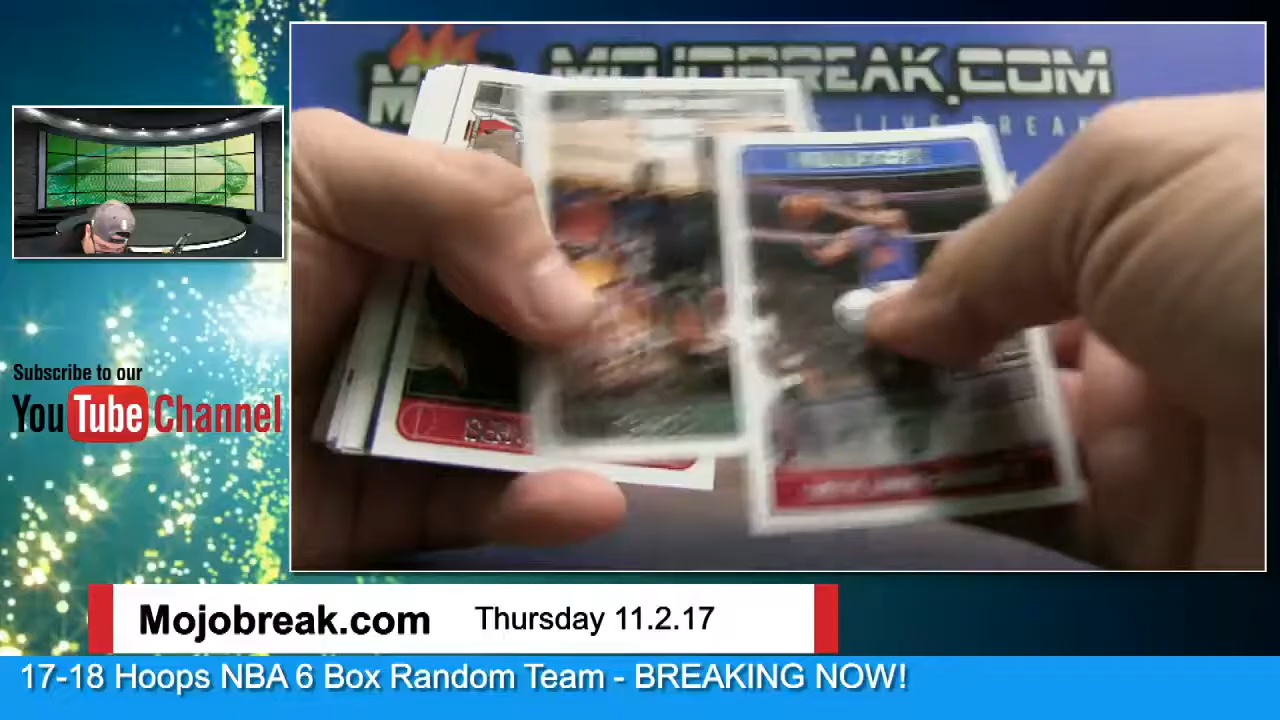 MOJOBREAK.COM
Subscribe to our
YouTube Channel
Mojobreak.com
Thursday 11.2.17
17-18 Hoops NBA 6 Box Random Team - BREAKING NOW!